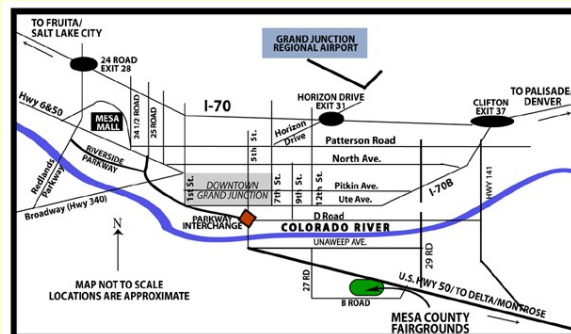 TO FRUITA/
SALT LAKE CITY
24 ROAD
EXIT 28
GRAND JUNCTION
REGIONAL AIRPORT
TO PALISADE/
DENVER
Hwy 6&50
MESA
MALL
24 1/2 ROAD
25 ROAD
I-70
HORIZON DRIVE
EXIT 31
CLIFTON
EXIT 37
Horizon
Drive
5th St.
Patterson Road
North Ave.
RIVERSIDE
PARKWAY
Redlands
Parkway
1st. St.
DOWNTOWN
GRAND JUNCTION
7th St.
9th St.
12th St.
Pitkin Ave.
Ute Ave.
I-70B
HWY 141
Broadway (Hwy 340)
PARKWAY
INTERCHANGE
D Road
COLORADO RIVER
UNAWEEP AVE.
N
MAP NOT TO SCALE
LOCATIONS ARE APPROXIMATE
27 RD
29 RD
B ROAD
U.S. HWY 50/ TO DELTA/MONTROSE
MESA COUNTY
FAIRGROUNDS